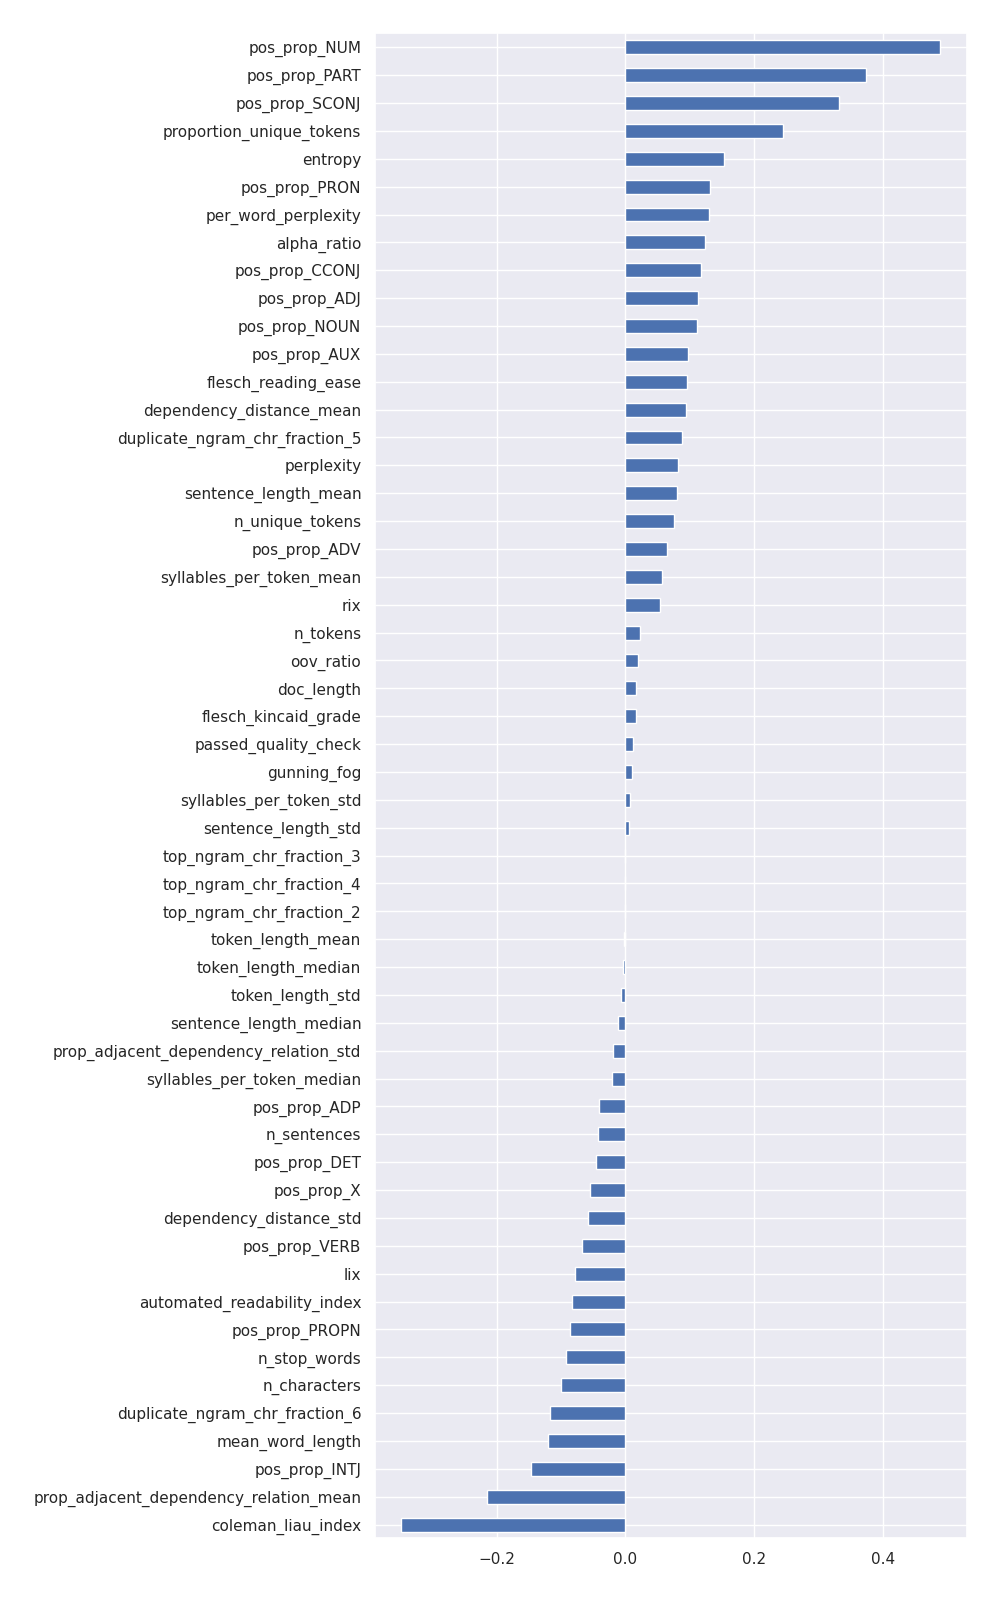 pos_prop_NUM
pos_prop_PART
pos_prop_SCONJ
proportion_unique_tokens
entropy
pos_prop_PRON
per_word_perplexity
alpha_ratio
pos_prop_CCONJ
pos_prop_ADJ
pos_prop_NOUN
pos_prop_AUX
flesch_reading_ease
dependency_distance_mean
duplicate_ngram_chr_fraction_5
perplexity
sentence_length_mean
n_unique_tokens
pos_prop_ADV
syllables_per_token_mean
rix
n_tokens
oov_ratio
doc_length
flesch_kincaid_grade
passed_quality_check
gunning_fog
syllables_per_token_std
sentence_length_std
top_ngram_chr_fraction_3
top_ngram_chr_fraction_4
top_ngram_chr_fraction_2
token_length_mean
token_length_median
token_length_std
sentence_length_median
prop_adjacent_dependency_relation_std
syllables_per_token_median
pos_prop_ADP
n_sentences
pos_prop_DET
pos_prop_X
dependency_distance_std
pos_prop_VERB
lix
automated_readability_index
pos_prop_PROPN
n_stop_words
n_characters
duplicate_ngram_chr_fraction_6
mean_word_length
pos_prop_INTJ
prop_adjacent_dependency_relation_mean
coleman_liau_index
−0.2 0.0 0.2 0.4